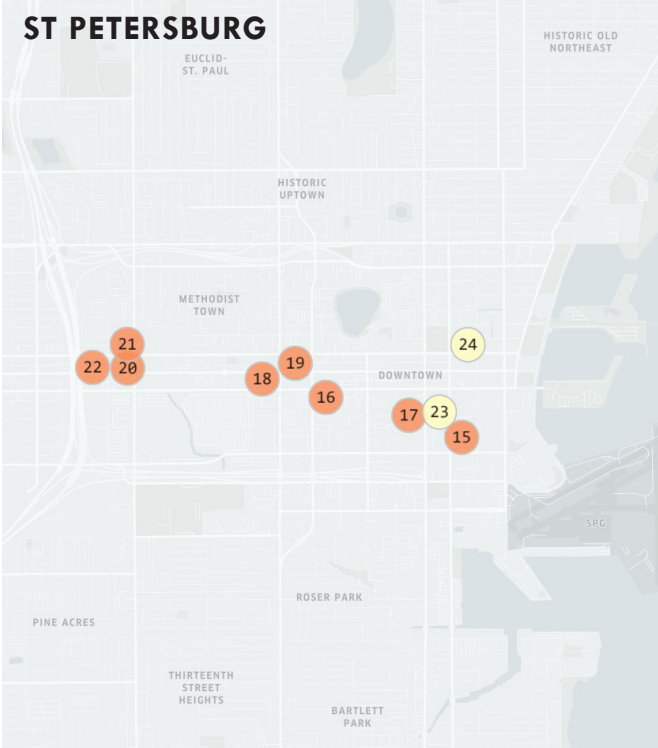 ST PETERSBURG
HISTORIC OLD
NORTHEAST
EUCLID-
ST. PAUL
HISTORIC
UPTOWN
METHODIST
TOWN
21
24
22
20
19
18
DOWNTOWN
16
17
23
15
SPG
ROSER PARK
PINE ACRES
THIRTEENTH
STREET
HEIGHTS
BARTLETT
PARK